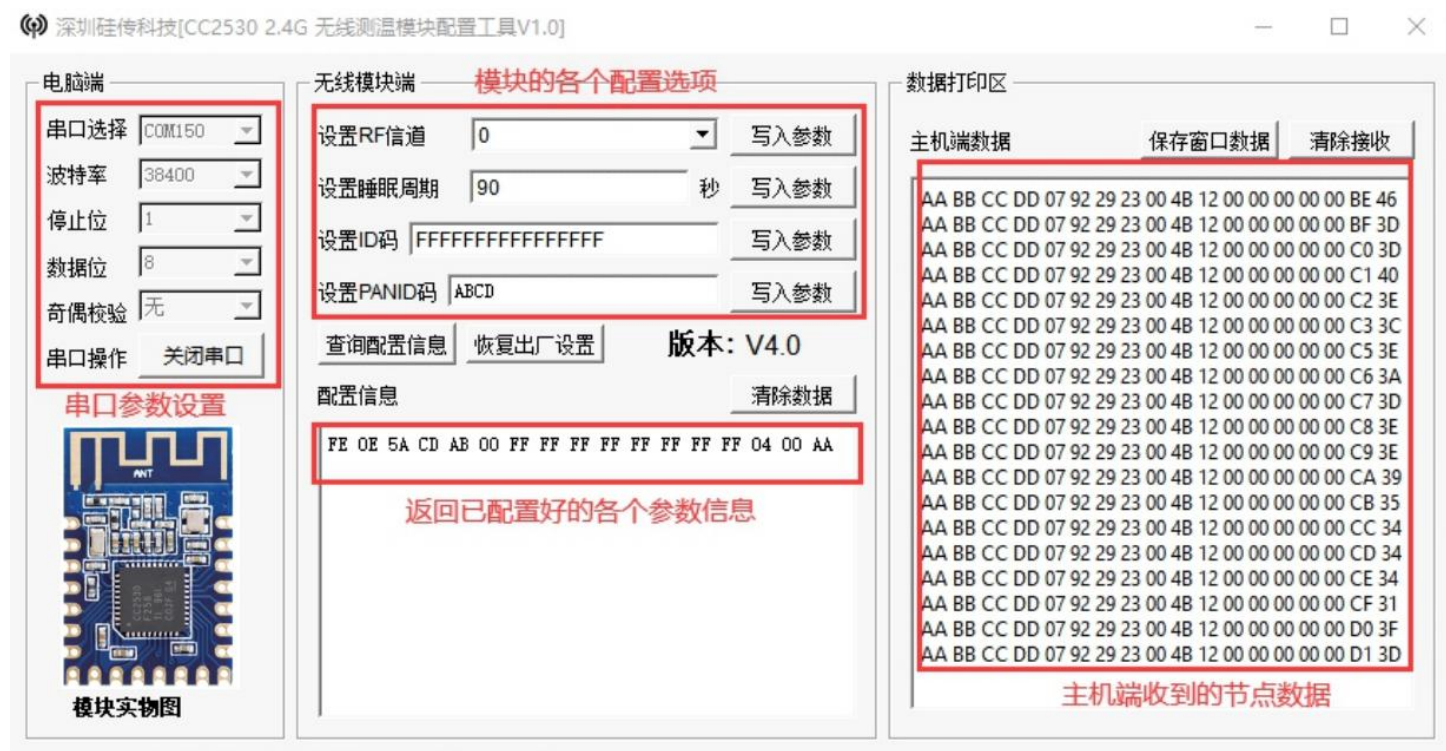 深圳硅传科技[CC2530 2.4G 无线测温模块配置工具V1.0]
电脑端
串口选择 COM150
波特率 38400
停止位 1
数据位 8
奇偶校验 无
串口操作 关闭串口
串口参数设置
ANT
CC2530
F256
模块实物图
无线模块端
模块的各个配置选项
设置RF信道 0 写入参数
设置睡眠周期 90 秒 写入参数
设置ID码 FFFFFFFFFFFFFFFF 写入参数
设置PANID码 ABCD 写入参数
查询配置信息 恢复出厂设置 版本: V4.0
配置信息 清除数据
FE 0E 5A CD AB 00 FF FF FF FF FF FF FF FF 04 00 AA
返回已配置好的各个参数信息
数据打印区
主机端数据 保存窗口数据 清除接收
AA BB CC DD 07 92 29 23 00 4B 12 00 00 00 00 00 BE 46
AA BB CC DD 07 92 29 23 00 4B 12 00 00 00 00 00 BF 3D
AA BB CC DD 07 92 29 23 00 4B 12 00 00 00 00 00 C0 3D
AA BB CC DD 07 92 29 23 00 4B 12 00 00 00 00 00 C1 40
AA BB CC DD 07 92 29 23 00 4B 12 00 00 00 00 00 C2 3E
AA BB CC DD 07 92 29 23 00 4B 12 00 00 00 00 00 C3 3C
AA BB CC DD 07 92 29 23 00 4B 12 00 00 00 00 00 C5 3E
AA BB CC DD 07 92 29 23 00 4B 12 00 00 00 00 00 C6 3A
AA BB CC DD 07 92 29 23 00 4B 12 00 00 00 00 00 C7 3D
AA BB CC DD 07 92 29 23 00 4B 12 00 00 00 00 00 C8 3E
AA BB CC DD 07 92 29 23 00 4B 12 00 00 00 00 00 C9 3E
AA BB CC DD 07 92 29 23 00 4B 12 00 00 00 00 00 CA 39
AA BB CC DD 07 92 29 23 00 4B 12 00 00 00 00 00 CB 35
AA BB CC DD 07 92 29 23 00 4B 12 00 00 00 00 00 CC 34
AA BB CC DD 07 92 29 23 00 4B 12 00 00 00 00 00 CD 34
AA BB CC DD 07 92 29 23 00 4B 12 00 00 00 00 00 CE 34
AA BB CC DD 07 92 29 23 00 4B 12 00 00 00 00 00 CF 31
AA BB CC DD 07 92 29 23 00 4B 12 00 00 00 00 00 D0 3F
AA BB CC DD 07 92 29 23 00 4B 12 00 00 00 00 00 D1 3D
主机端收到的节点数据